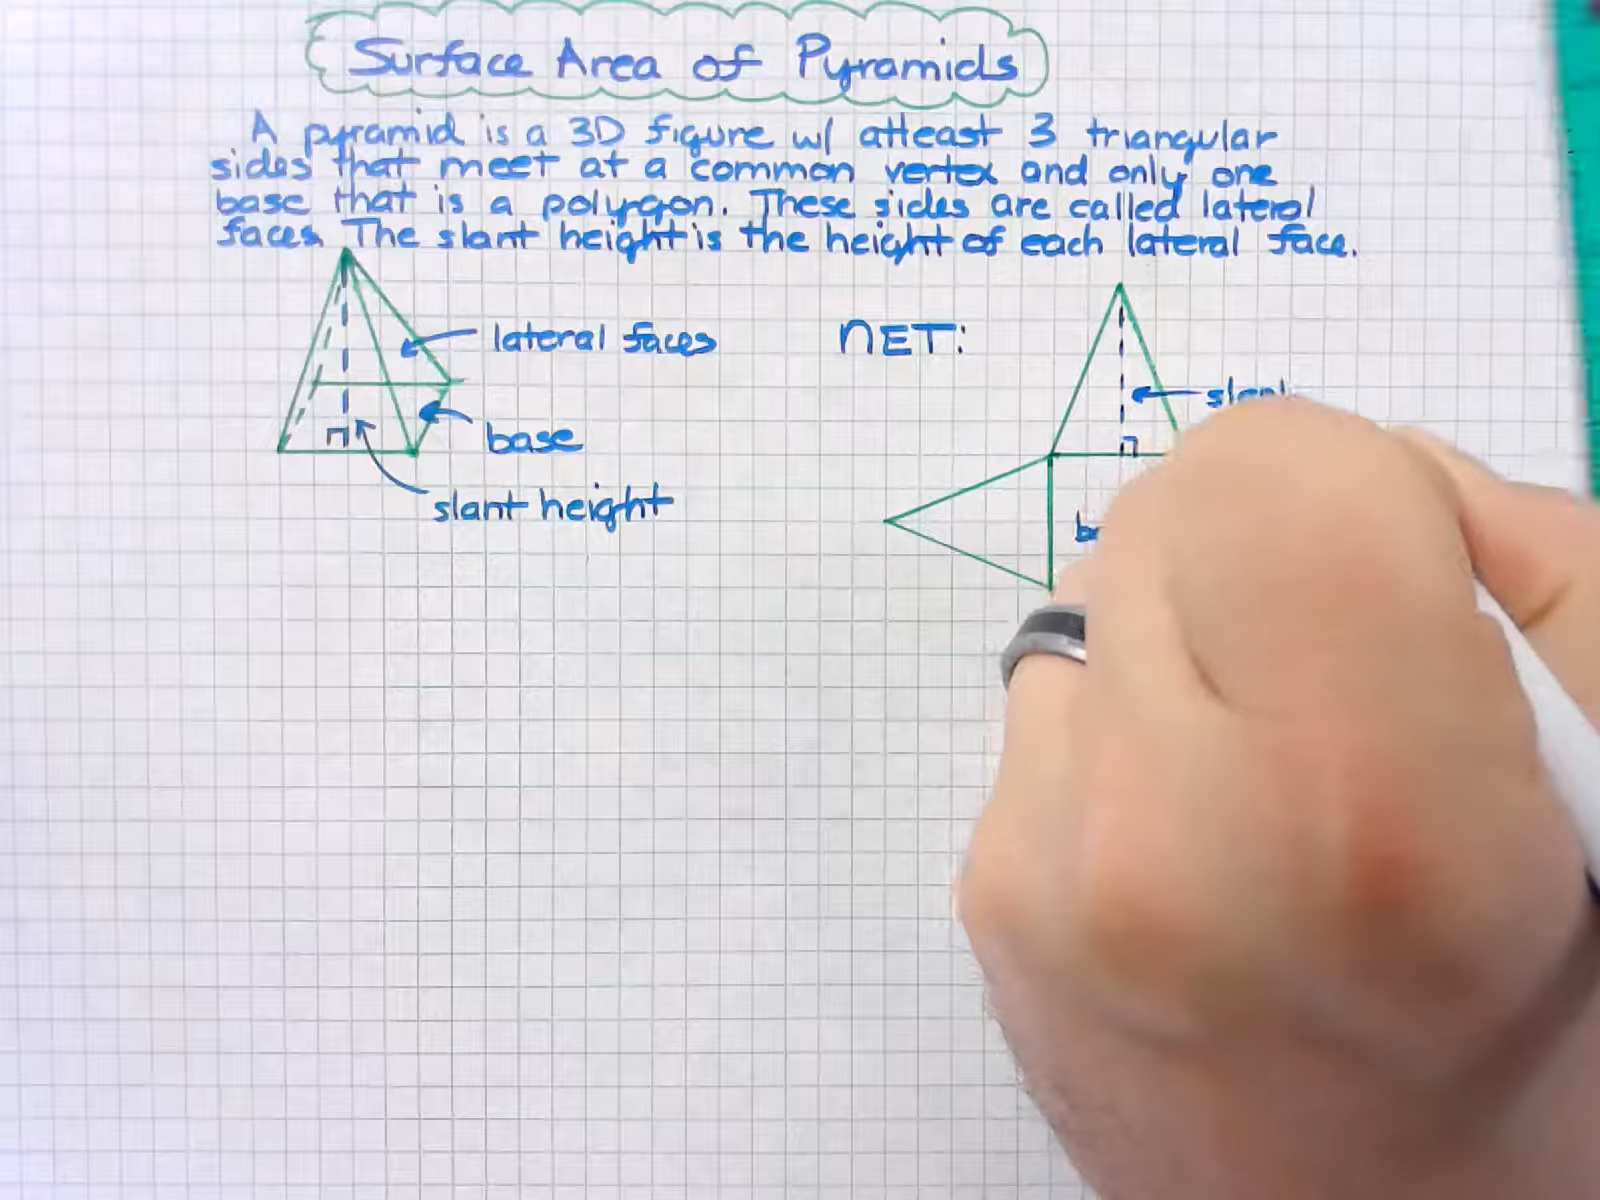 Surface Area of Pyramids
A pyramid is a 3D figure w/ atleast 3 triangular
sides that meet at a common vertex and only one
base that is a polygon. These sides are called lateral
faces. The slant height is the height of each lateral face.
lateral faces
base
slant height
NET: